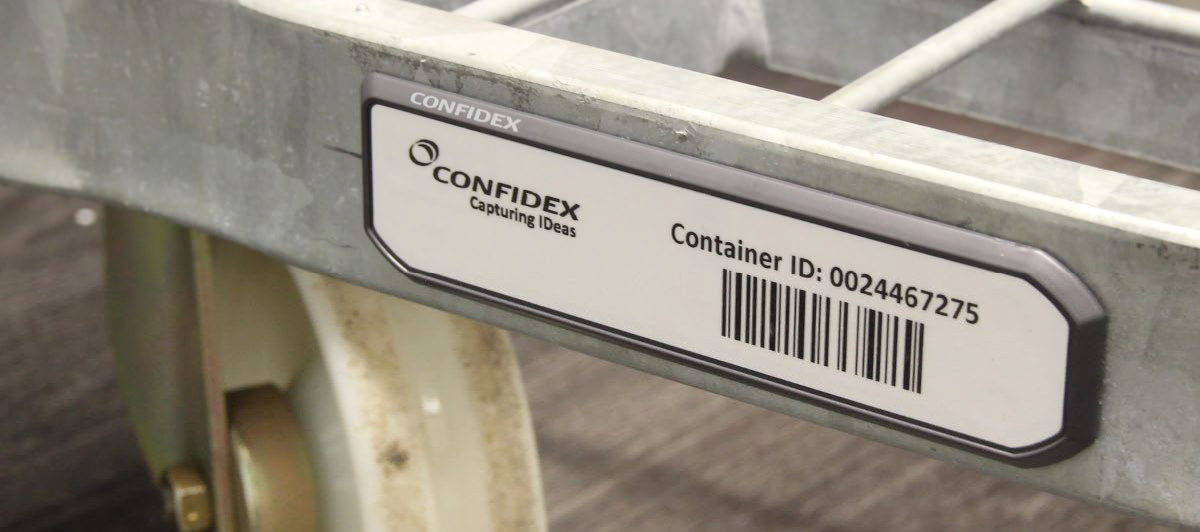 CONFIDEX
CONFIDEX
Capturing IDeas
Container ID: 0024467275